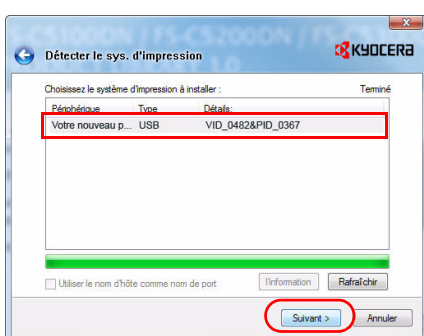 Détecter le sys. d'impression
KYOCERA
Choisissez le système d'impression à installer :
Terminé
Périphérique Type Détails:
Votre nouveau p... USB VID_0482&PID_0367
Utiliser le nom d'hôte comme nom de port
l'Information
Rafraîchir
Suivant >
Annuler